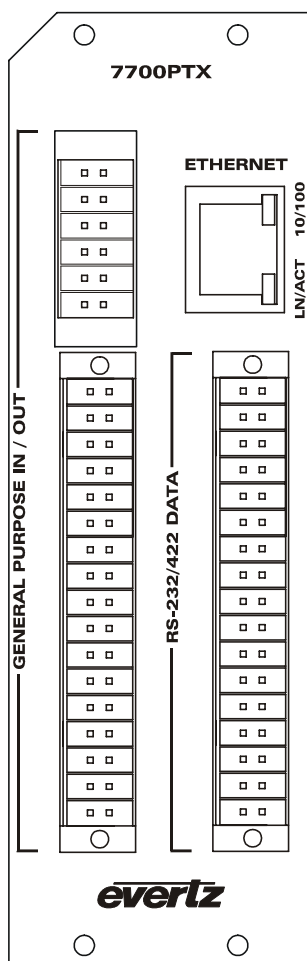 7700PTX
ETHERNET
10/100
LN/ACT
GENERAL PURPOSE IN / OUT
RS-232/422 DATA
evertz